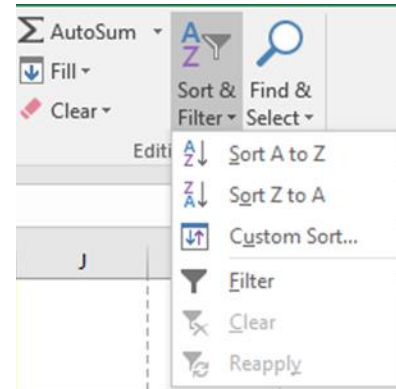 AutoSum
Fill
Clear
Sort & Filter
Find & Select
Editi
Sort A to Z
Sort Z to A
Custom Sort...
Filter
Clear
Reapply
J